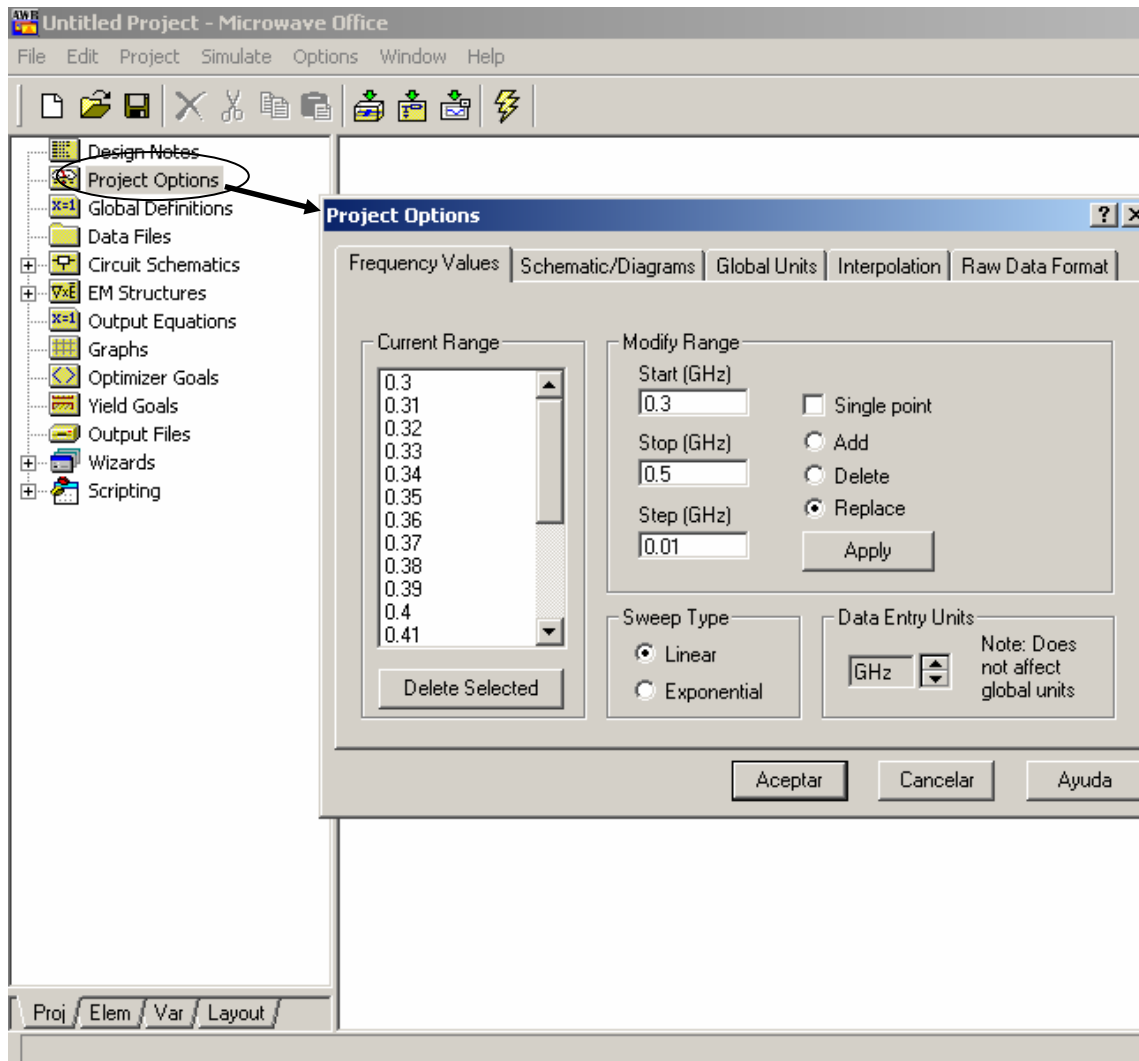 AWR Untitled Project - Microwave Office
File Edit Project Simulate Options Window Help
Design Notes
Project Options
X=1 Global Definitions
Data Files
Circuit Schematics
∇×E EM Structures
X=1 Output Equations
Graphs
Optimizer Goals
Yield Goals
Output Files
Wizards
Scripting
Proj Elem Var Layout
Project Options
Frequency Values Schematic/Diagrams Global Units Interpolation Raw Data Format
Current Range
0.3
0.31
0.32
0.33
0.34
0.35
0.36
0.37
0.38
0.39
0.4
0.41
Delete Selected
Modify Range
Start (GHz)
0.3
Stop (GHz)
0.5
Step (GHz)
0.01
Single point
Add
Delete
Replace
Apply
Sweep Type
Linear
Exponential
Data Entry Units
GHz
Note: Does
not affect
global units
Aceptar Cancelar Ayuda